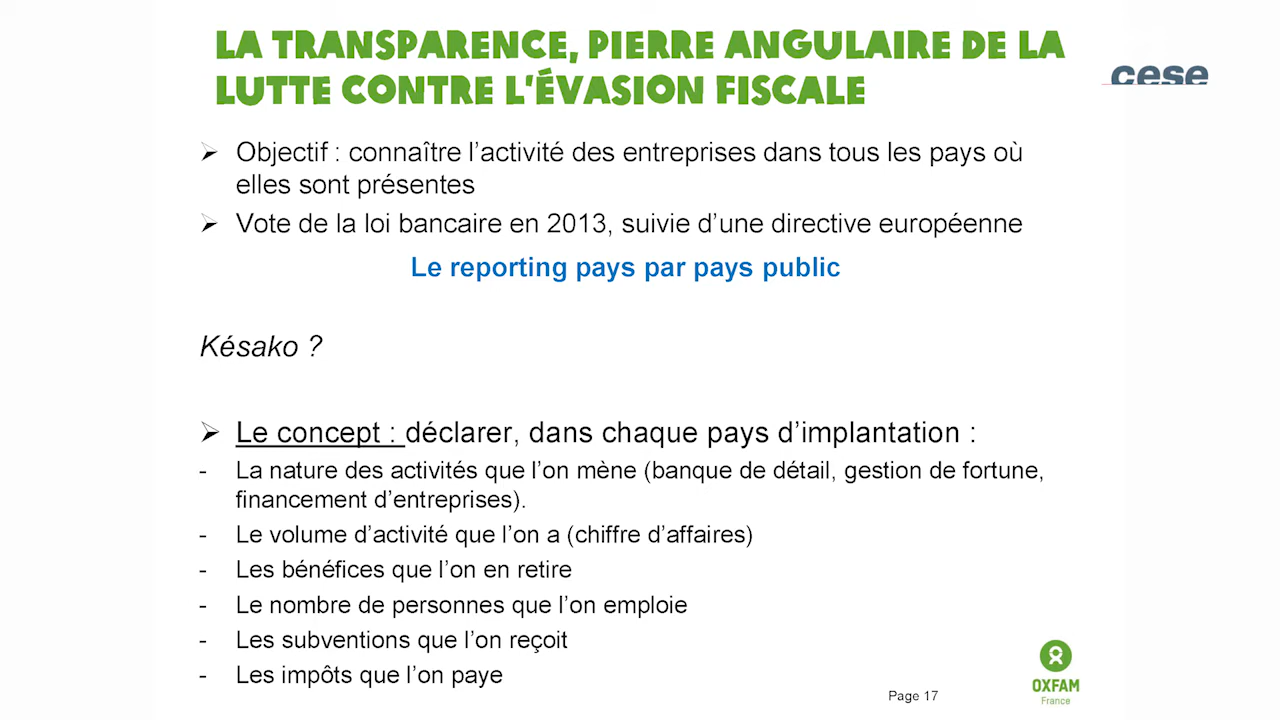 LA TRANSPARENCE, PIERRE ANGULAIRE DE LA
LUTTE CONTRE L'ÉVASION FISCALE
cese
➢ Objectif : connaître l'activité des entreprises dans tous les pays où
elles sont présentes
➢ Vote de la loi bancaire en 2013, suivie d'une directive européenne
Le reporting pays par pays public
Késako ?
➢ Le concept : déclarer, dans chaque pays d'implantation :
- La nature des activités que l'on mène (banque de détail, gestion de fortune,
financement d'entreprises).
- Le volume d'activité que l'on a (chiffre d'affaires)
- Les bénéfices que l'on en retire
- Le nombre de personnes que l'on emploie
- Les subventions que l'on reçoit
- Les impôts que l'on paye
Page 17
OXFAM
France